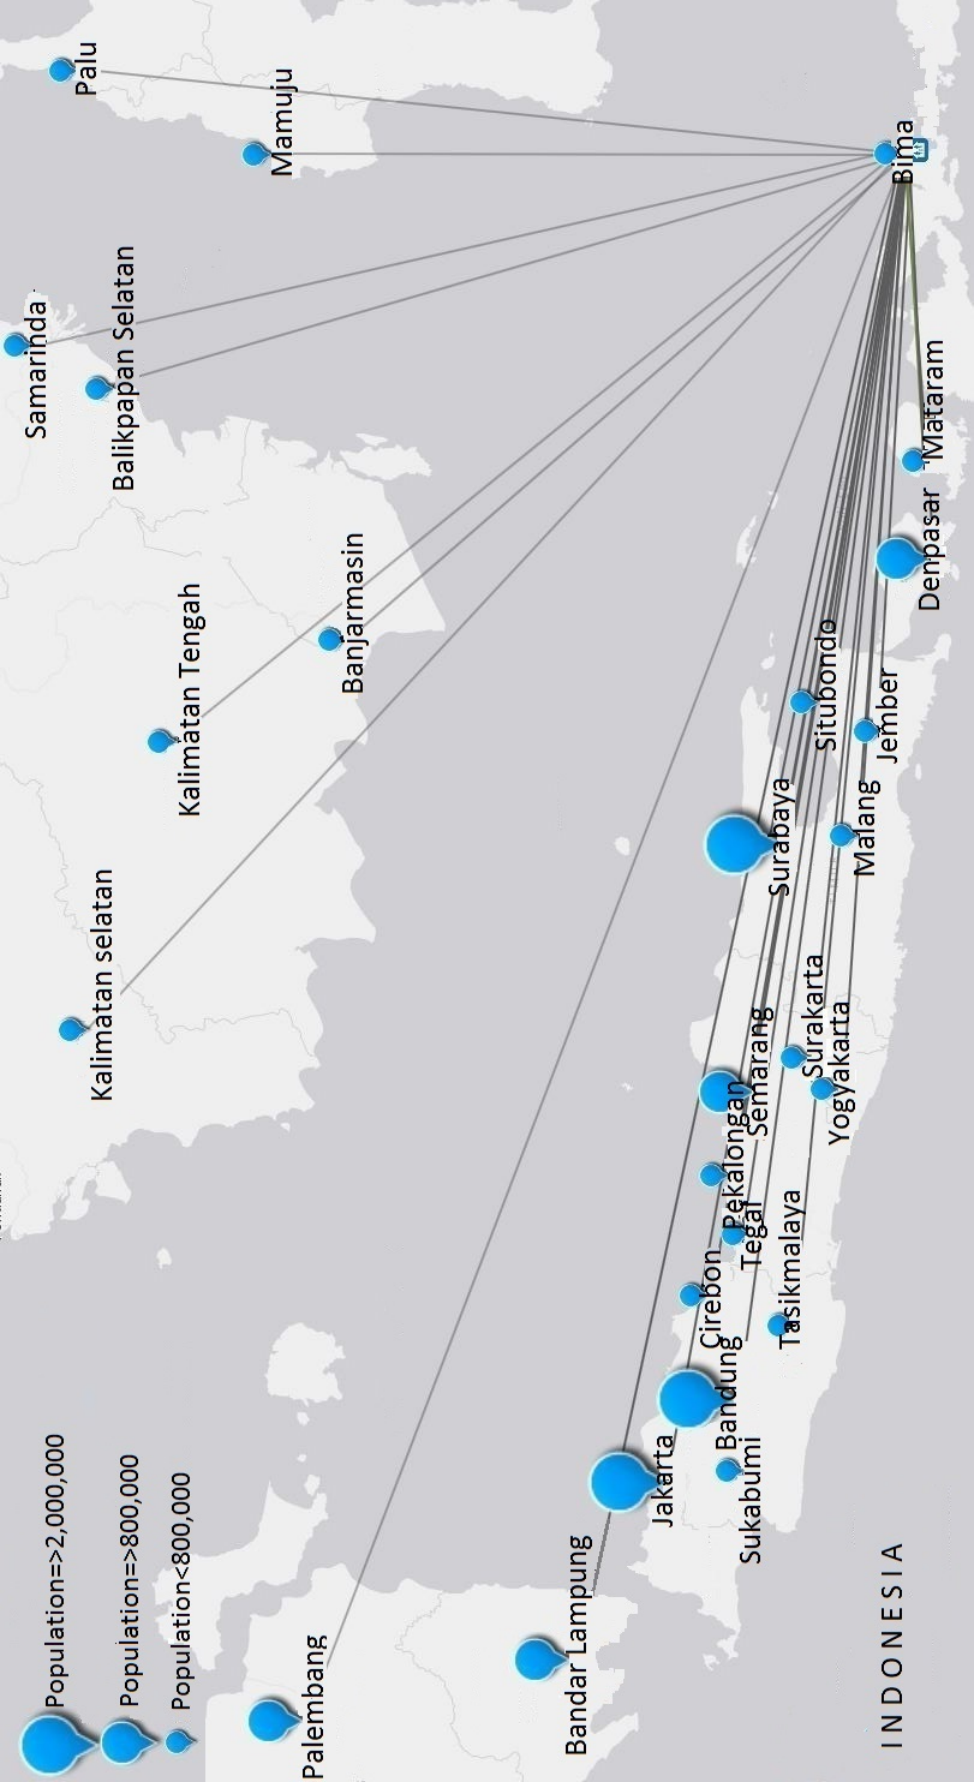 Population=>2,000,000
Population=>800,000
Population<800,000
Palu
Mamuju
Samarinda
Balikpapan Selatan
Kalimatan Tengah
Banjarmasin
Kalimatan selatan
Palembang
Bandar Lampung
Jakarta
Sukabumi
Bandung
Cirebon
Tasikmalaya
Tegal
Pekalongan
Semarang
Yogyakarta
Surakarta
Surabaya
Malang
Situbondo
Jember
Denpasar
Mataram
Bima
INDONESIA